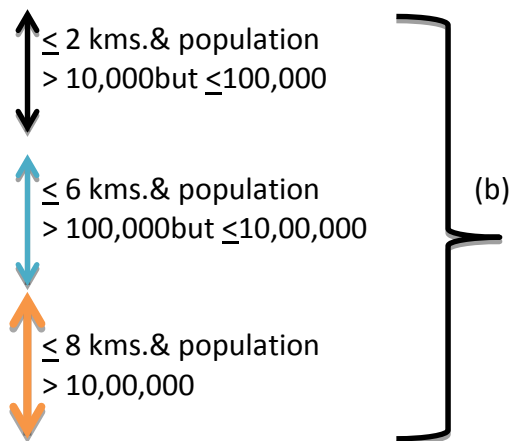 ≤ 2 kms.& population
> 10,000but ≤100,000
≤ 6 kms.& population
(b)
> 100,000but ≤10,00,000
≤ 8 kms.& population
> 10,00,000